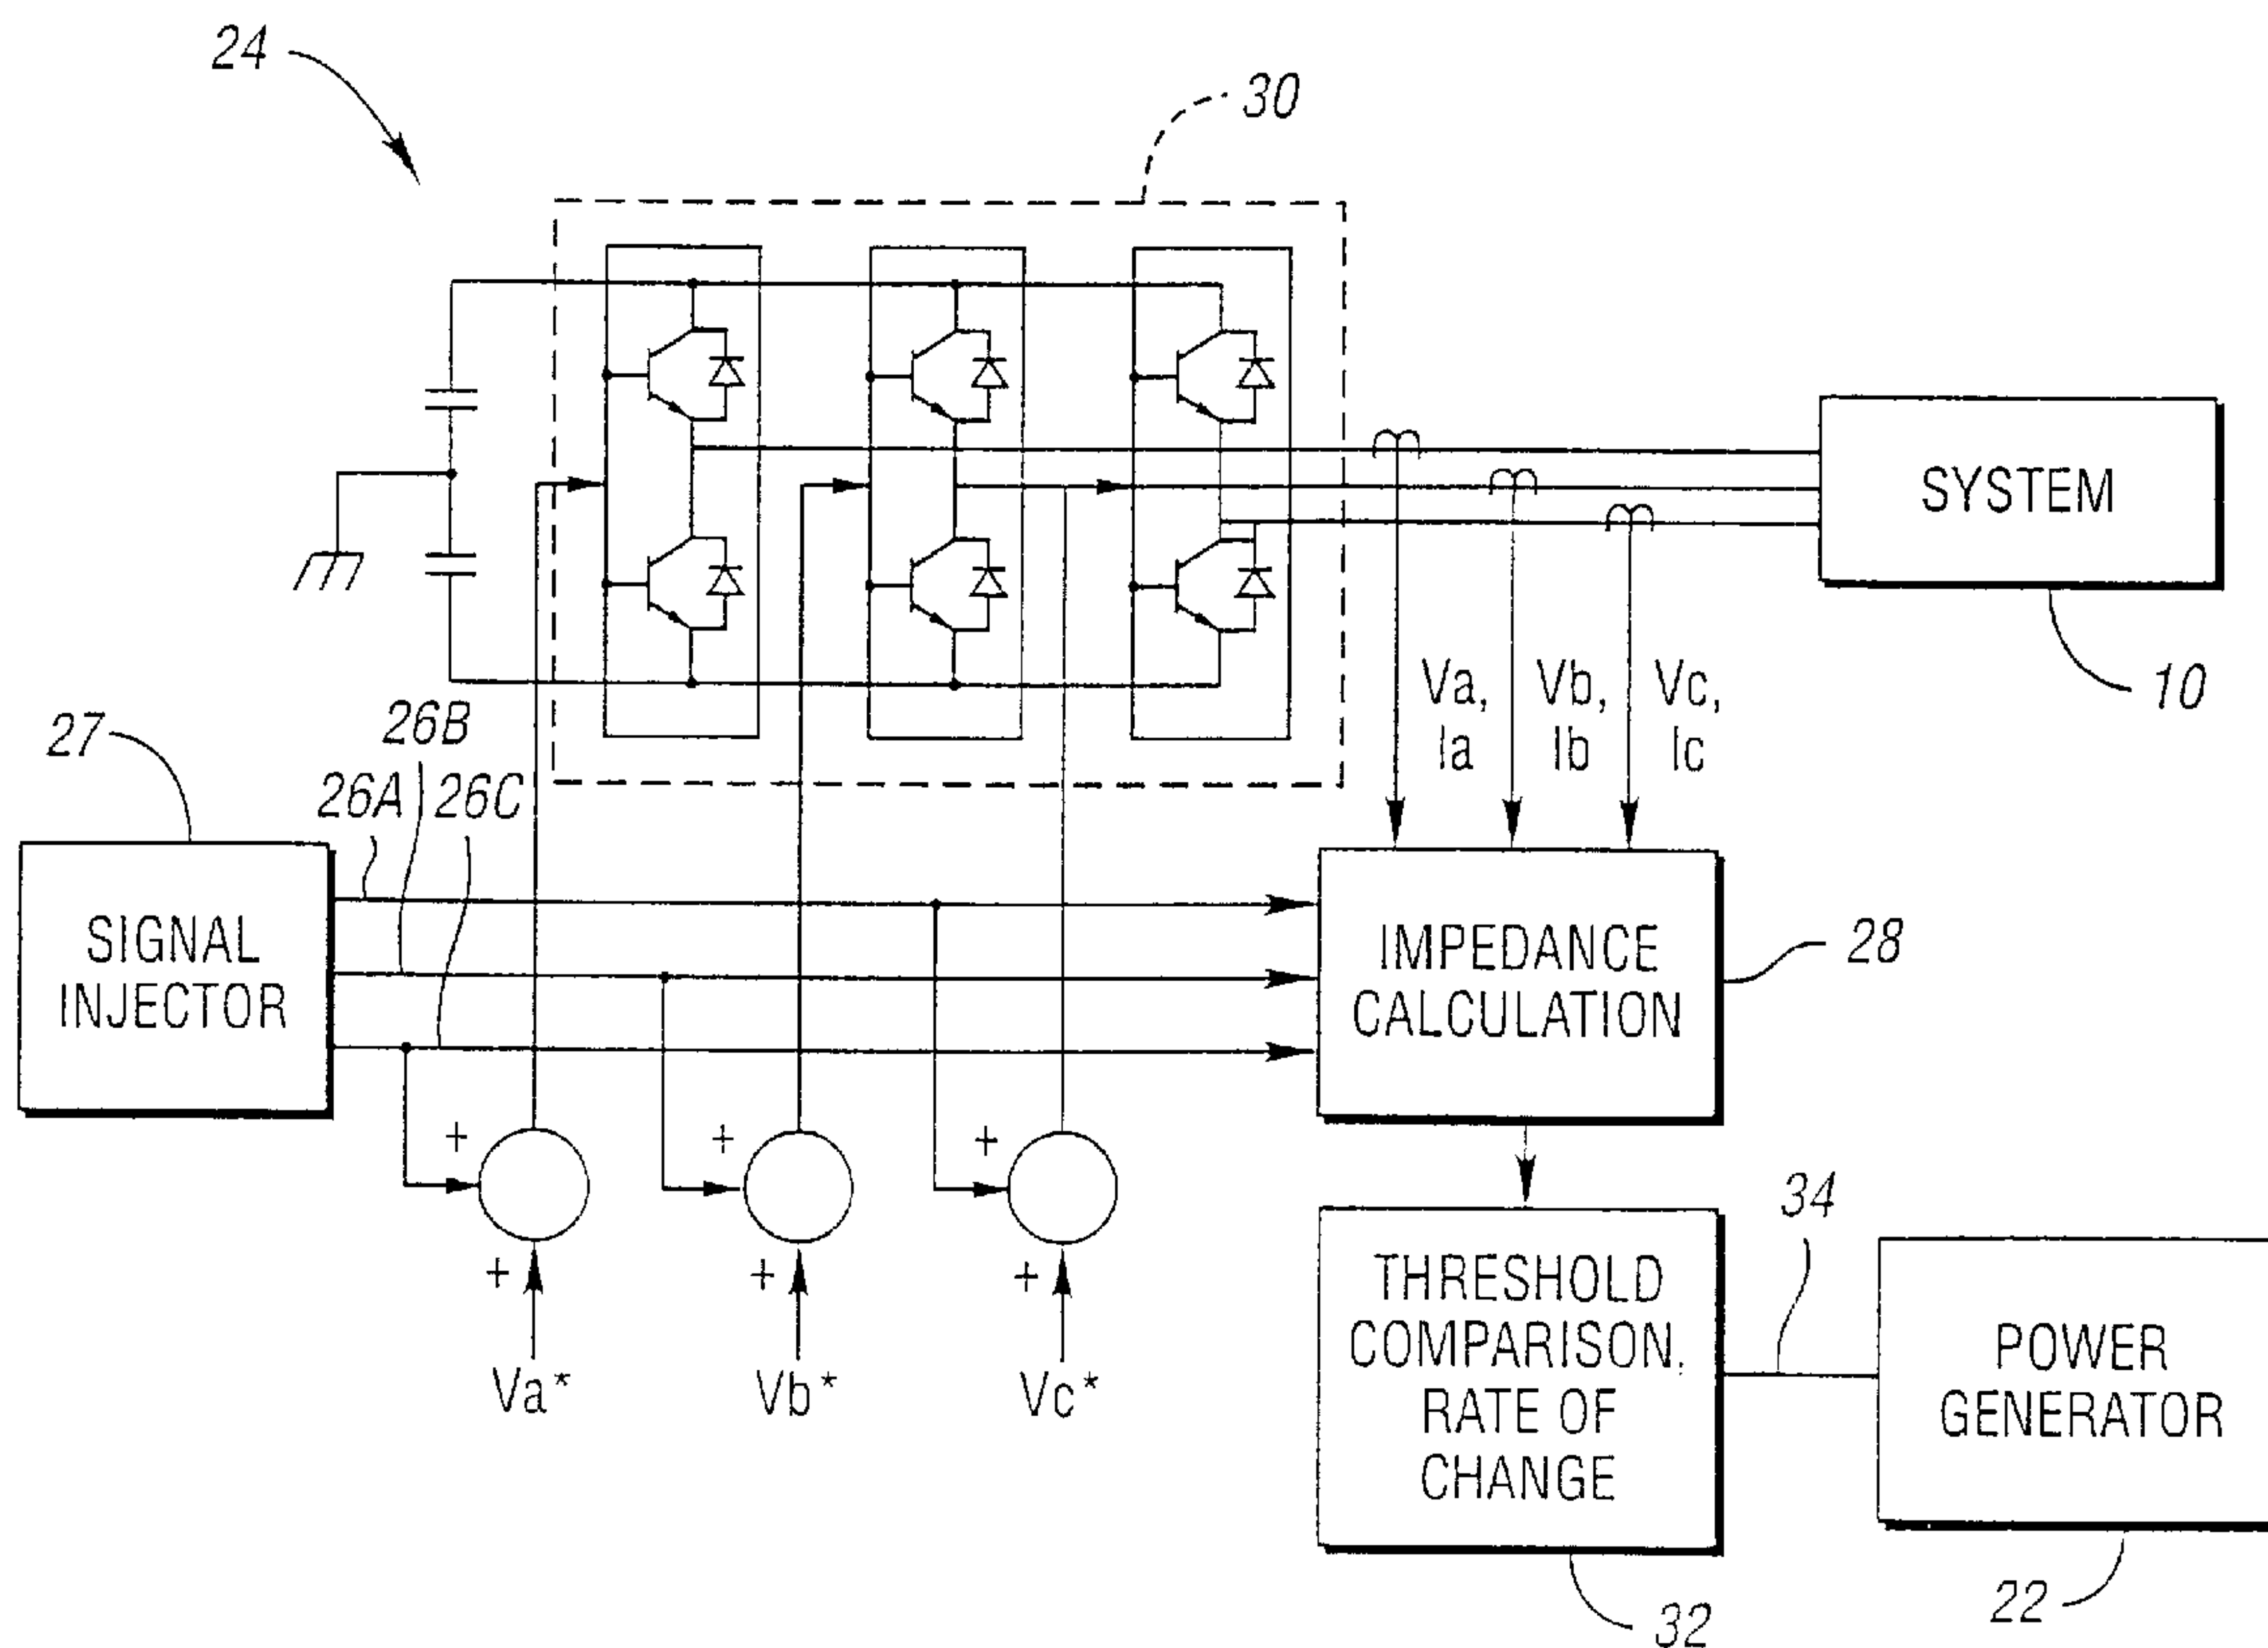 24
30
SYSTEM
10
Va, Vb, Vc,
Ia Ib Ic
27
26B
26A 26C
SIGNAL
INJECTOR
IMPEDANCE
CALCULATION
28
+ + +
+ + +
Va* Vb* Vc*
THRESHOLD
COMPARISON,
RATE OF
CHANGE
34
POWER
GENERATOR
32
22